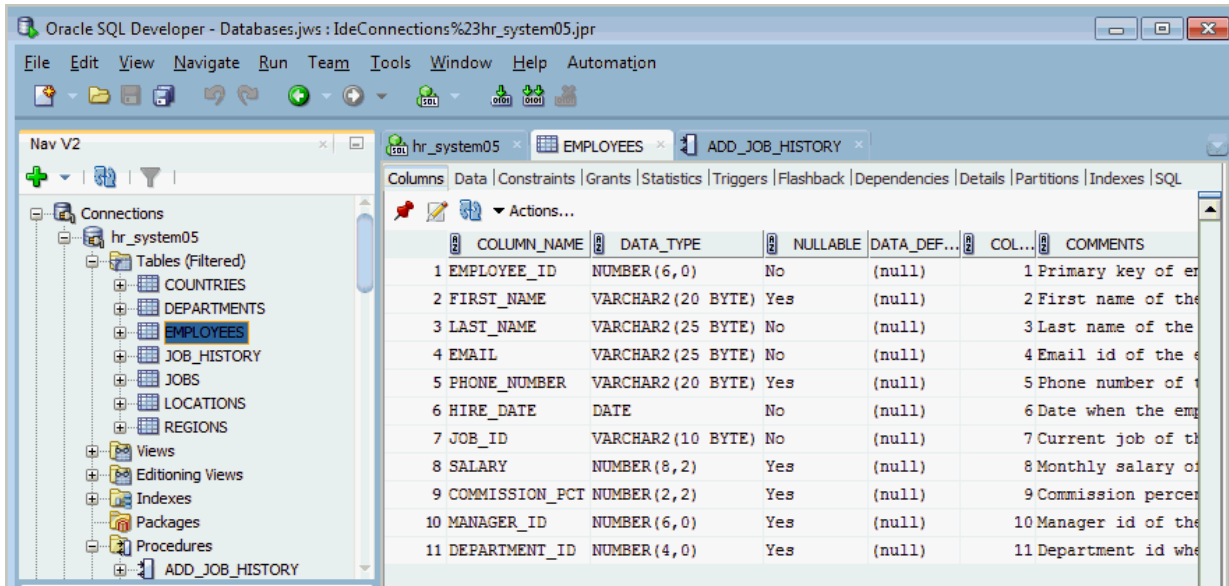 Oracle SQL Developer - Databases.jws : IdeConnections%23hr_system05.jpr
File Edit View Navigate Run Team Tools Window Help Automation
Nav V2
Connections
hr_system05
Tables (Filtered)
COUNTRIES
DEPARTMENTS
EMPLOYEES
JOB_HISTORY
JOBS
LOCATIONS
REGIONS
Views
Editioning Views
Indexes
Packages
Procedures
ADD_JOB_HISTORY
hr_system05 EMPLOYEES ADD_JOB_HISTORY
Columns Data | Constraints | Grants | Statistics | Triggers | Flashback | Dependencies | Details | Partitions | Indexes | SQL
Actions...
COLUMN_NAME DATA_TYPE NULLABLE DATA_DEF... COL... COMMENTS
1 EMPLOYEE_ID NUMBER(6,0) No (null) 1 Primary key of
2 FIRST_NAME VARCHAR2(20 BYTE) Yes (null) 2 First name of the
3 LAST_NAME VARCHAR2(25 BYTE) No (null) 3 Last name of the
4 EMAIL VARCHAR2(25 BYTE) No (null) 4 Email id of the
5 PHONE_NUMBER VARCHAR2(20 BYTE) Yes (null) 5 Phone number of
6 HIRE_DATE DATE No (null) 6 Date when the emp
7 JOB_ID VARCHAR2(10 BYTE) No (null) 7 Current job of th
8 SALARY NUMBER(8,2) Yes (null) 8 Monthly salary of
9 COMMISSION_PCT NUMBER(2,2) Yes (null) 9 Commission percen
10 MANAGER_ID NUMBER(6,0) Yes (null) 10 Manager id of the
11 DEPARTMENT_ID NUMBER(4,0) Yes (null) 11 Department id whe